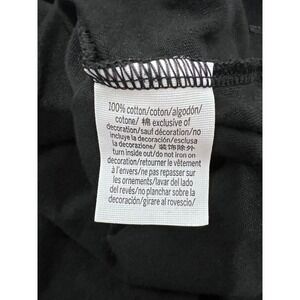 100% cotton/coton/algodón/
cotone/ 棉 exclusive of
decoration/sauf décoration/no
incluye la decoración/esclusa
la decorazione/ 装饰除外
turn inside out/do not iron on
decoration/retourner le vêtement
à l'envers/ne pas repasser sur
les ornements/lavar del lado
del revés/no planchar sobre la
decoración/girare al rovescio/